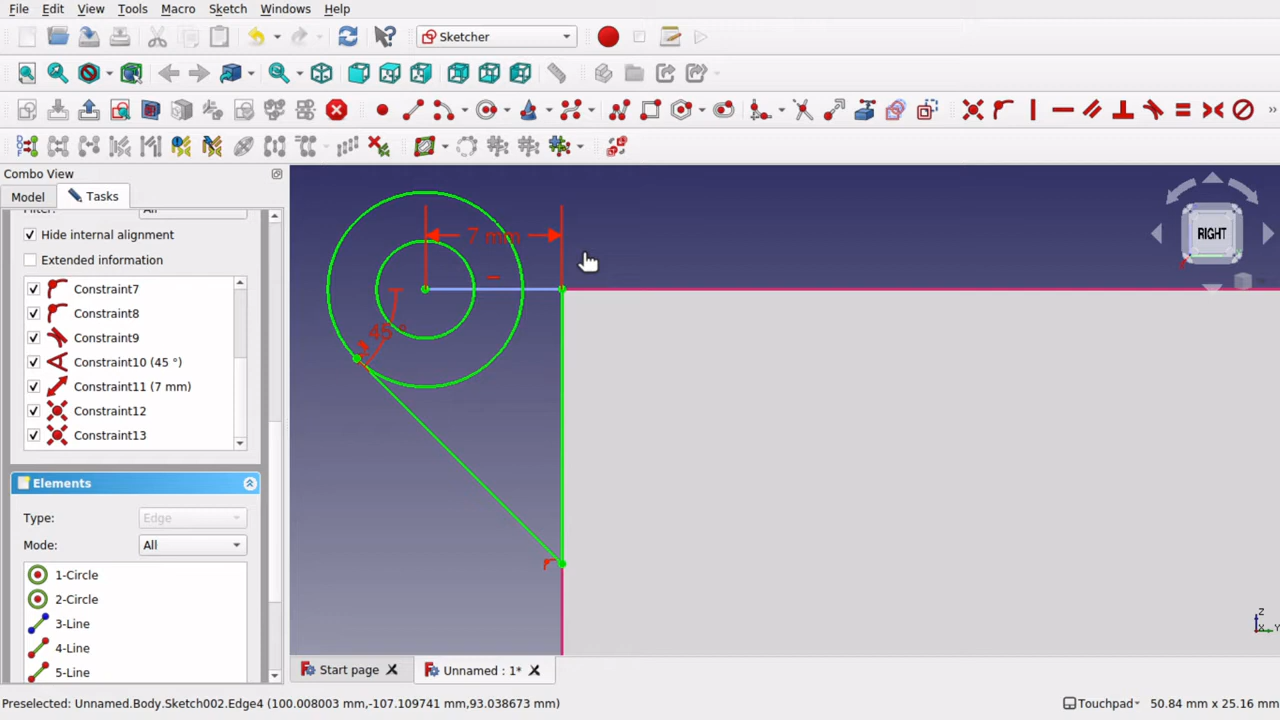 File Edit View Tools Macro Sketch Windows Help
Sketcher
Combo View
Model Tasks
Hide internal alignment
Extended information
Constraint7
Constraint8
Constraint9
Constraint10 (45 °)
Constraint11 (7 mm)
Constraint12
Constraint13
Elements
Type: Edge
Mode: All
1-Circle
2-Circle
3-Line
4-Line
5-Line
7 mm
45 °
RIGHT
Z
X Y
Start page Unnamed : 1*
Preselected: Unnamed.Body.Sketch002.Edge4 (100.008003 mm,-107.109741 mm,93.038673 mm) Touchpad 50.84 mm x 25.16 mm